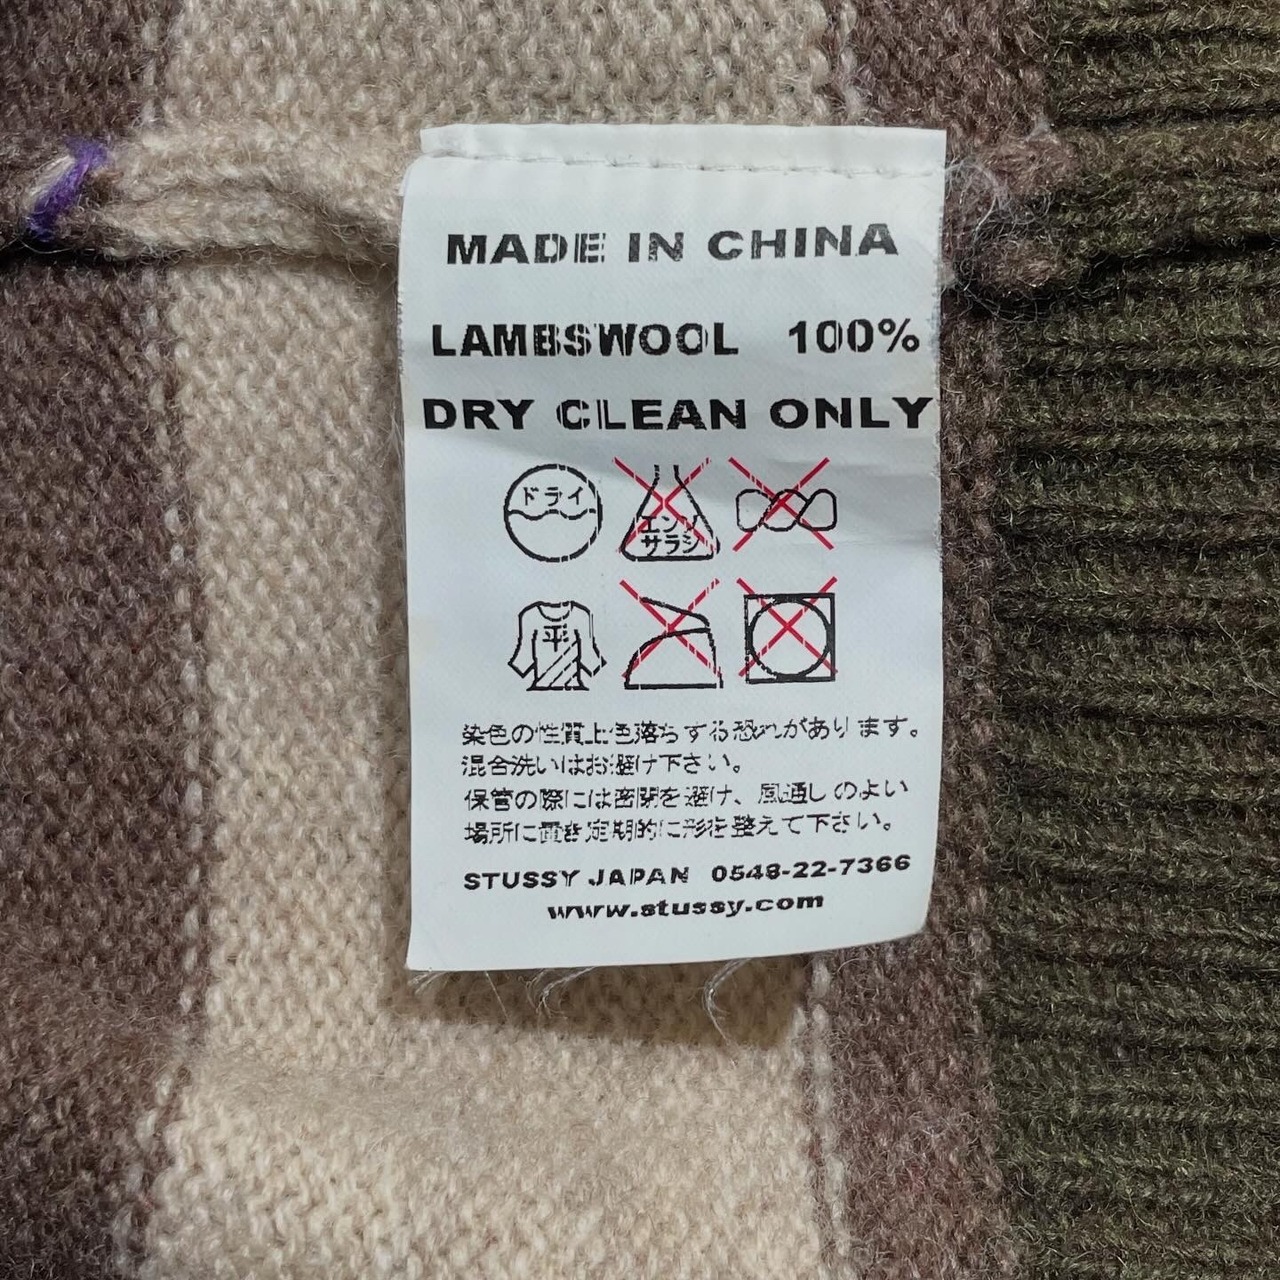 MADE IN CHINA
LAMBSWOOL 100%
DRY CLEAN ONLY
ドライ
エンソ
サラシ
平
染色の性質上色落ちする恐れがあります。
混合洗いはお避け下さい。
保管の際には密閉を避け、風通しのよい
場所に置き定期的に形を整えて下さい。
STUSSY JAPAN 0548-22-7366
www.stussy.com